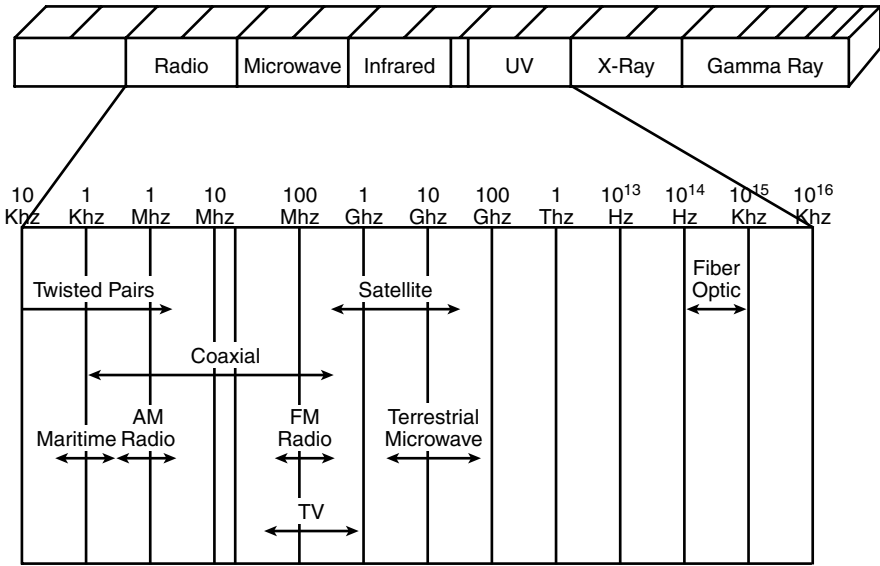 Radio Microwave Infrared UV X-Ray Gamma Ray
10 1 1 10 100 1 10 100 1 10¹³ 10¹⁴ 10¹⁵ 10¹⁶
Khz Khz Mhz Mhz Mhz Ghz Ghz Ghz Thz Hz Hz Khz Khz
Fiber
Twisted Pairs Satellite Optic
Coaxial
AM FM Terrestrial
Maritime Radio Radio Microwave
TV